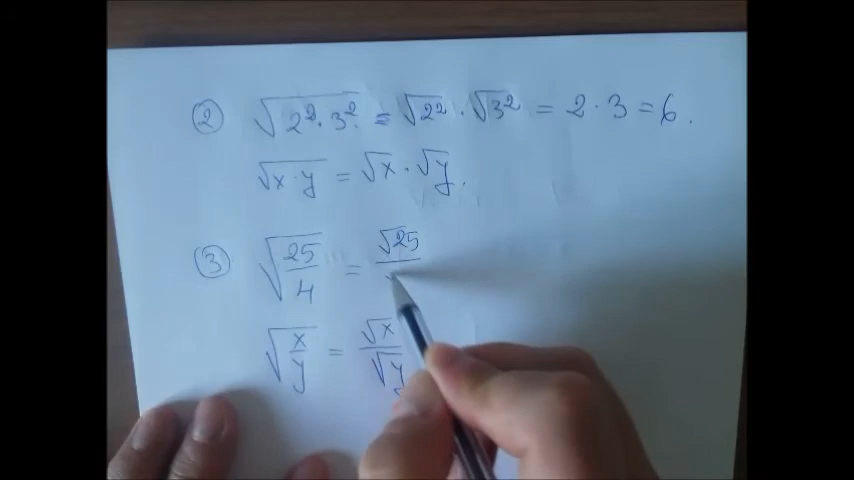 ② √(2²·3²) = √2² · √3² = 2 · 3 = 6.
√(x·y) = √x · √y.
③ √(25/4) = √25/
√(x/y) = √x/√y